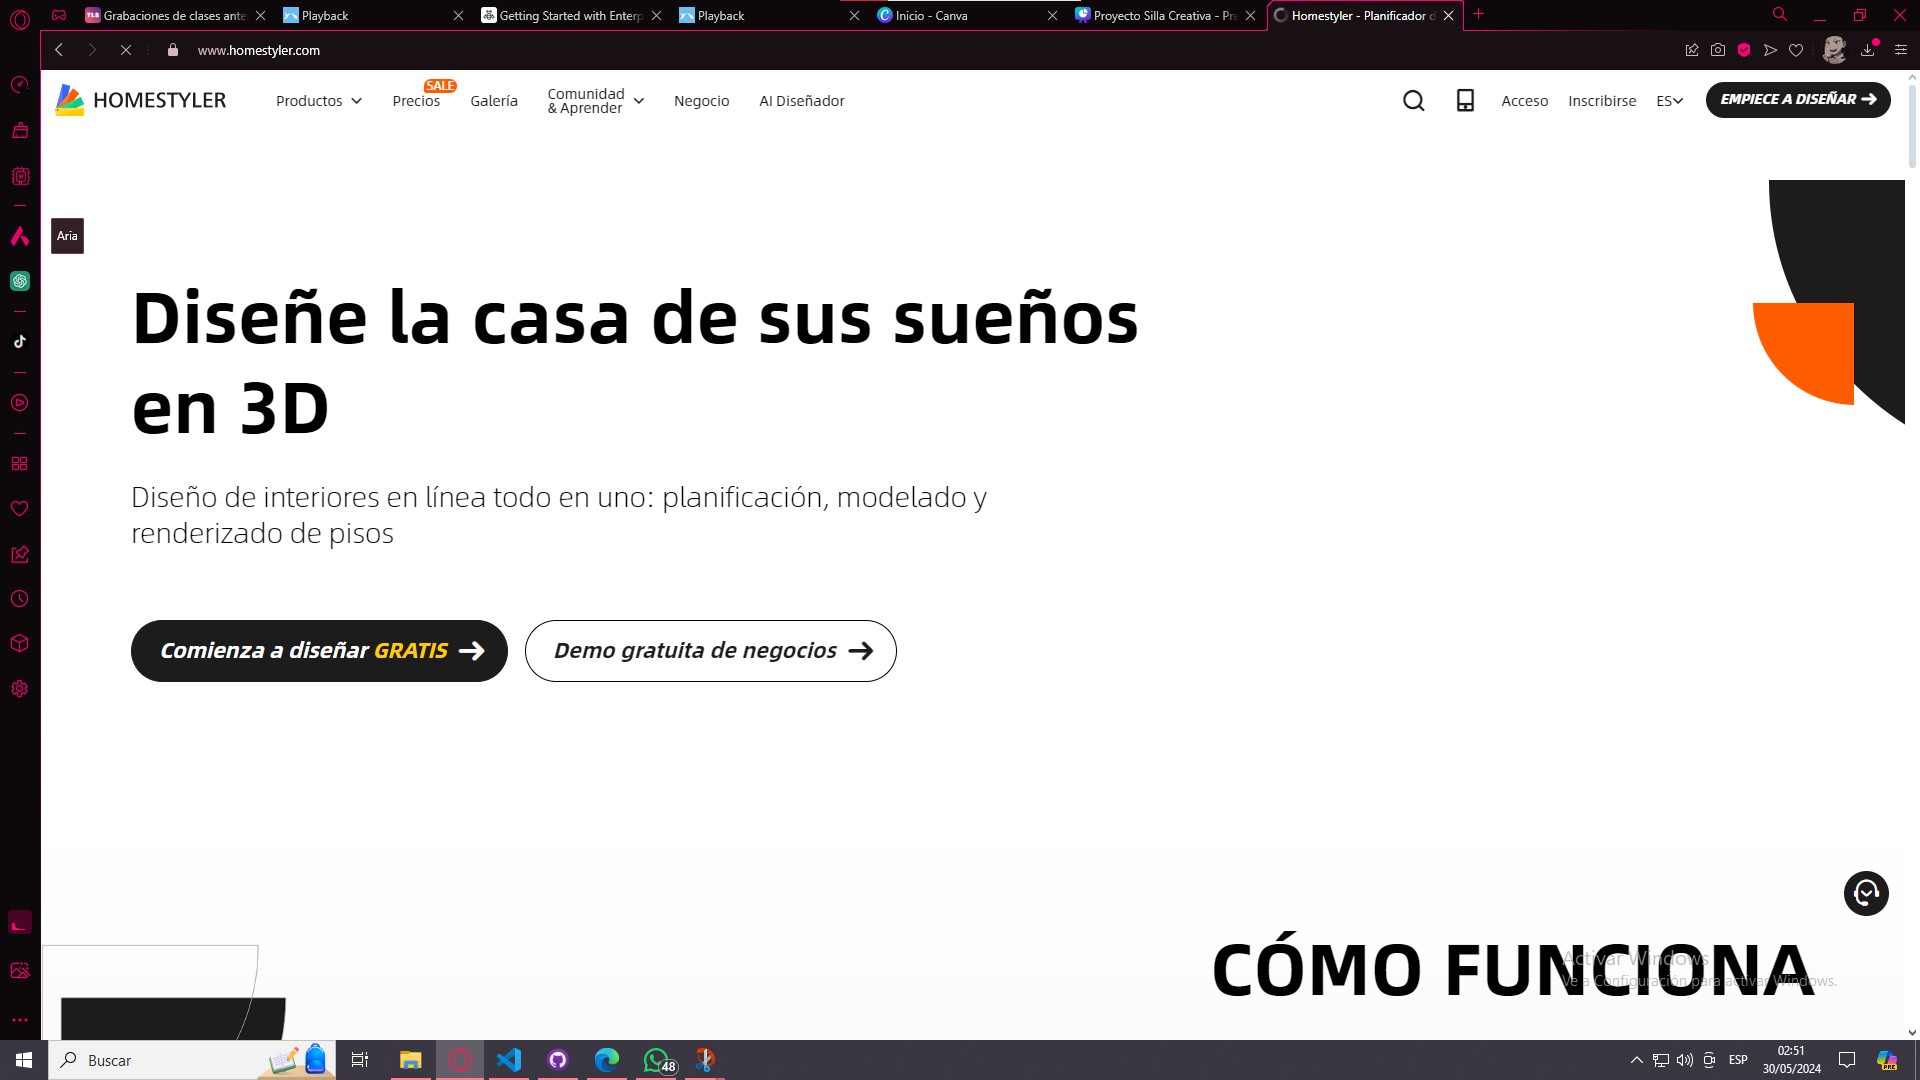 Grabaciones de clases ante
Playback
Getting Started with Enterp
Playback
Inicio - Canva
Proyecto Silla Creativa - Pre
Homestyler - Planificador d
www.homestyler.com
HOMESTYLER
Productos
SALE
Precios
Galería
Comunidad
& Aprender
Negocio
AI Diseñador
Acceso
Inscribirse
ES
EMPIECE A DISEÑAR
Aria
Diseñe la casa de sus sueños
en 3D
Diseño de interiores en línea todo en uno: planificación, modelado y
renderizado de pisos
Comienza a diseñar GRATIS
Demo gratuita de negocios
CÓMO FUNCIONA
Activar Windows
Ve a Configuración para activar Windows.
Buscar
48
ESP
02:51
30/05/2024
PRE